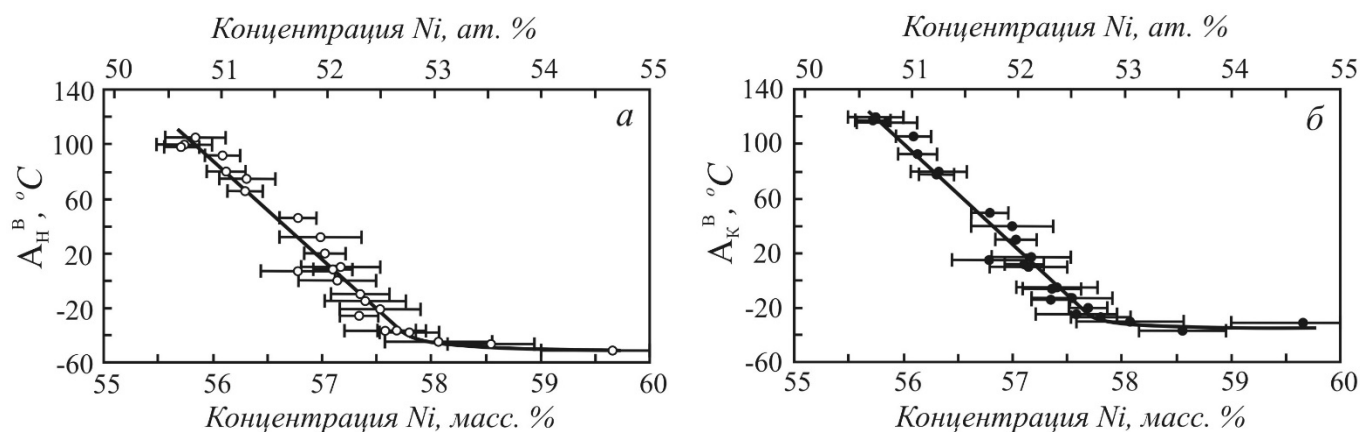 Концентрация Ni, ат. %
50 51 52 53 54 55
140
100
60
20
-20
-60
A_Н^В, °C
а
55 56 57 58 59 60
Концентрация Ni, масс. %
Концентрация Ni, ат. %
50 51 52 53 54 55
140
100
60
20
-20
-60
A_К^В, °C
б
55 56 57 58 59 60
Концентрация Ni, масс. %